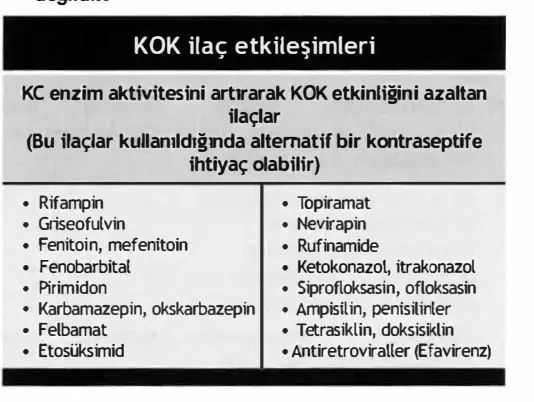 KOK ilaç etkileşimleri
KC enzim aktivitesini artırarak KOK etkinliğini azaltan
ilaçlar
(Bu ilaçlar kullanıldığında alternatif bir kontraseptife
ihtiyaç olabilir)
• Rifampin
• Griseofulvin
• Fenitoin, mefenitoin
• Fenobarbital
• Pirimidon
• Karbamazepin, okskarbazepin
• Felbamat
• Etosüksimid
• Topiramat
• Nevirapin
• Rufinamide
• Ketokonazol, itrakonazol
• Siprofloksasin, ofloksasin
• Ampisilin, penisilinler
• Tetrasiklin, doksisiklin
• Antiretroviraller (Efavirenz)